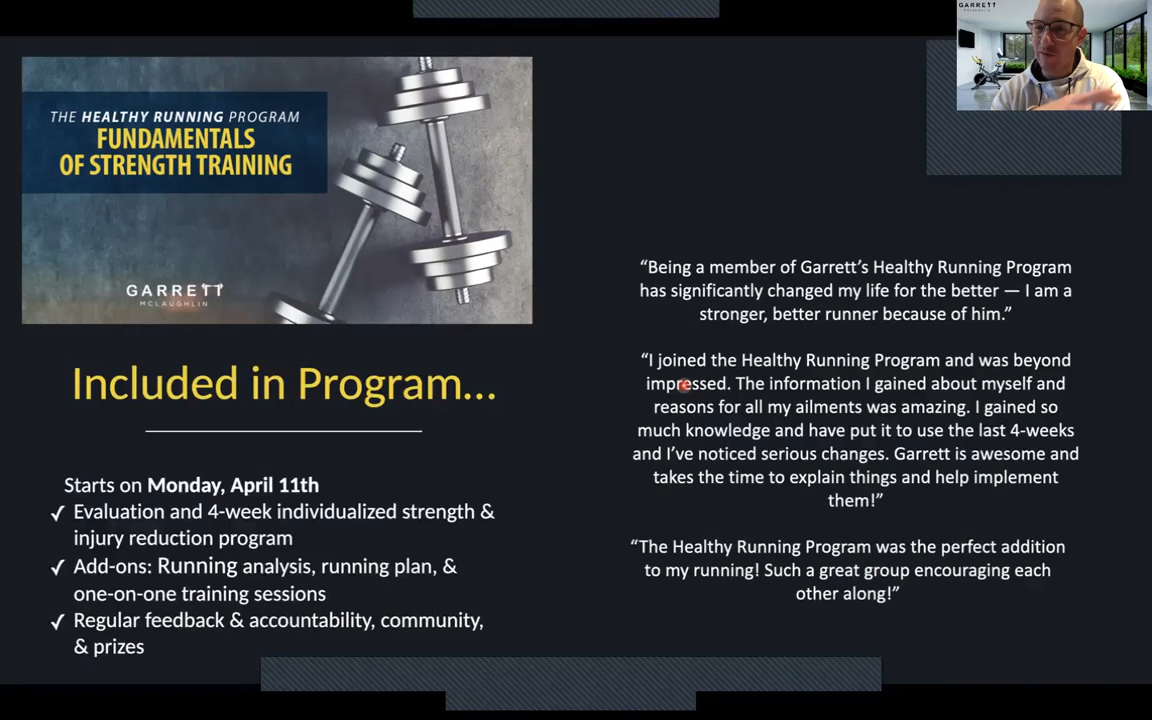 GARRETT
MCLAUGHLIN
THE HEALTHY RUNNING PROGRAM
FUNDAMENTALS
OF STRENGTH TRAINING
GARRETT
MCLAUGHLIN
Included in Program...
Starts on Monday, April 11th
✓ Evaluation and 4-week individualized strength &
injury reduction program
✓ Add-ons: Running analysis, running plan, &
one-on-one training sessions
✓ Regular feedback & accountability, community,
& prizes
“Being a member of Garrett’s Healthy Running Program
has significantly changed my life for the better — I am a
stronger, better runner because of him.”
“I joined the Healthy Running Program and was beyond
impressed. The information I gained about myself and
reasons for all my ailments was amazing. I gained so
much knowledge and have put it to use the last 4-weeks
and I’ve noticed serious changes. Garrett is awesome and
takes the time to explain things and help implement
them!”
“The Healthy Running Program was the perfect addition
to my running! Such a great group encouraging each
other along!”